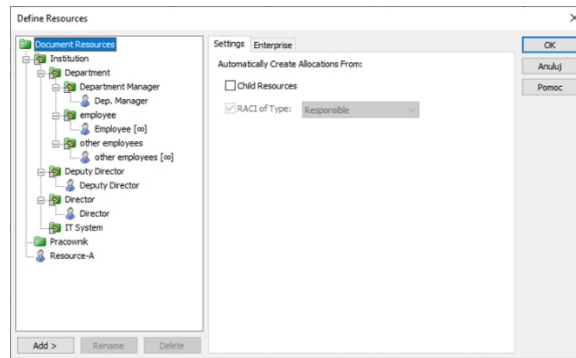 Define Resources
Document Resources
Institution
Department
Department Manager
Dep. Manager
employee
Employee [∞]
other employees
other employees [∞]
Deputy Director
Deputy Director
Director
Director
IT System
Pracownik
Resource-A
Add >
Rename
Delete
Settings
Enterprise
Automatically Create Allocations From:
Child Resources
RACI of Type:
Responsible
OK
Anuluj
Pomoc